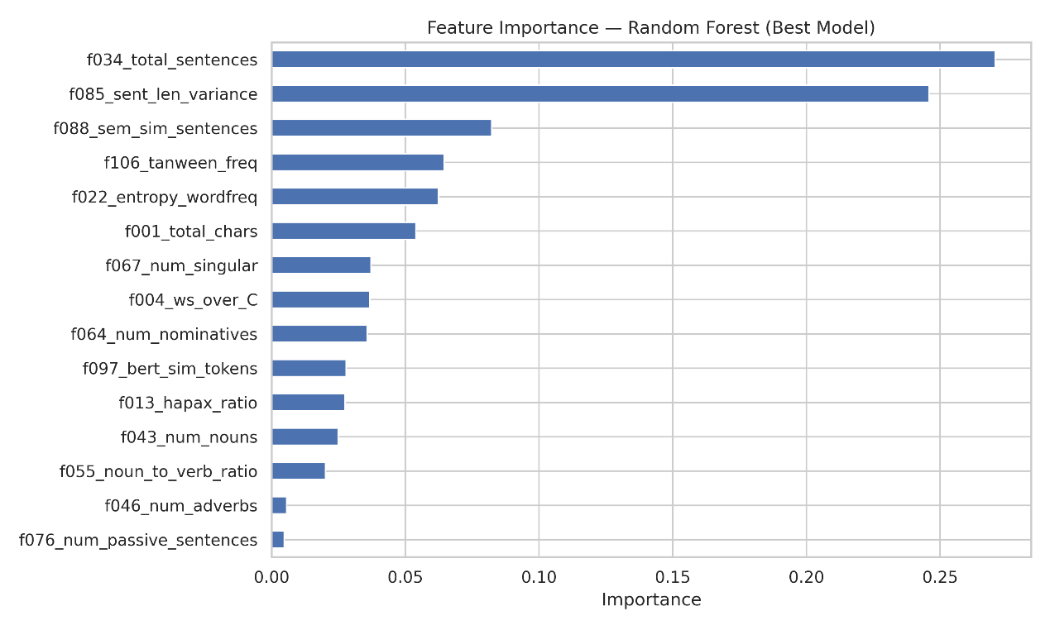 Feature Importance — Random Forest (Best Model)
f034_total_sentences
f085_sent_len_variance
f088_sem_sim_sentences
f106_tanween_freq
f022_entropy_wordfreq
f001_total_chars
f067_num_singular
f004_ws_over_C
f064_num_nominatives
f097_bert_sim_tokens
f013_hapax_ratio
f043_num_nouns
f055_noun_to_verb_ratio
f046_num_adverbs
f076_num_passive_sentences
0.00 0.05 0.10 0.15 0.20 0.25
Importance